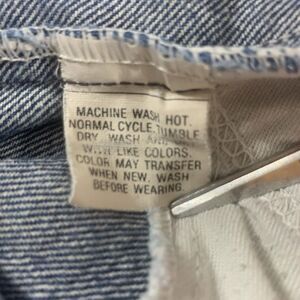 MACHINE WASH HOT.
NORMAL CYCLE. TUMBLE
DRY. WASH
WITH LIKE COLORS.
COLOR MAY TRANSFER
WHEN NEW. WASH
BEFORE WEARING.